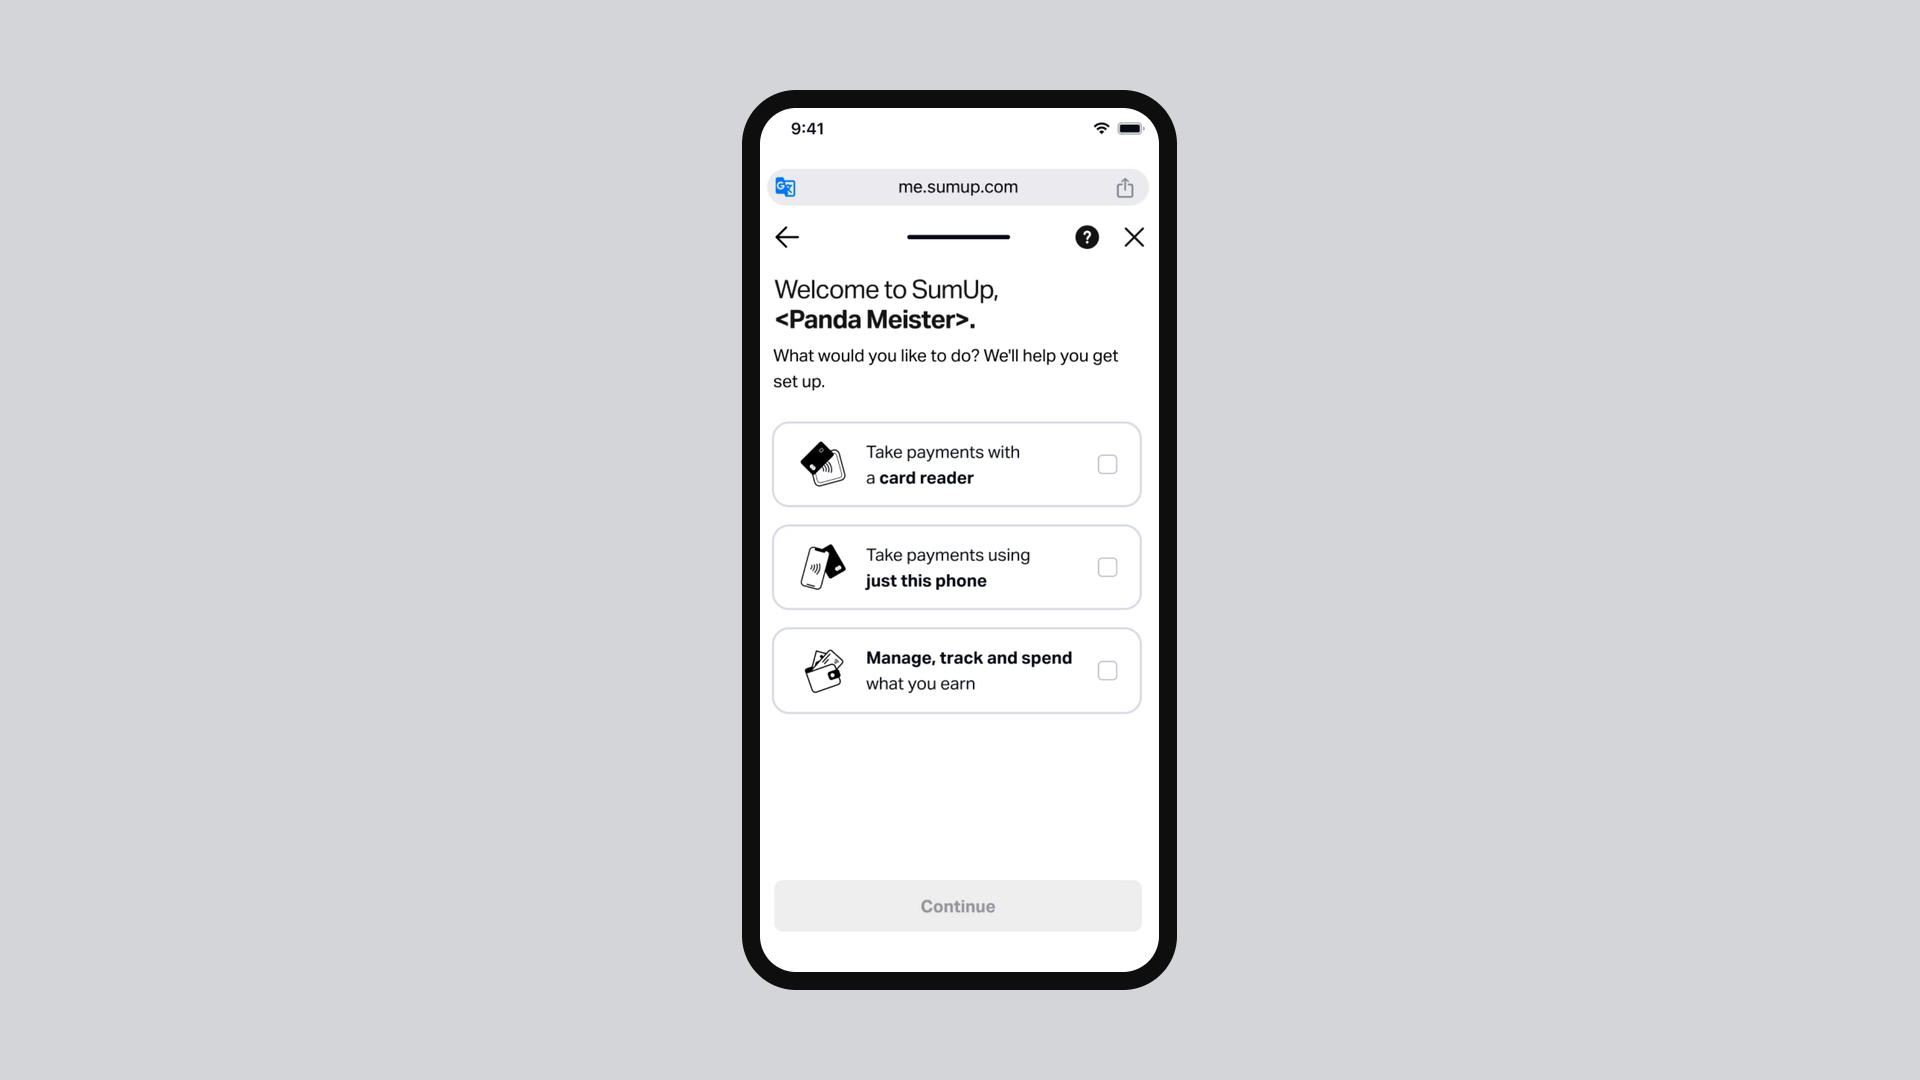 9:41
me.sumup.com
Welcome to SumUp,
<Panda Meister>.
What would you like to do? We'll help you get
set up.
Take payments with
a card reader
Take payments using
just this phone
Manage, track and spend
what you earn
Continue